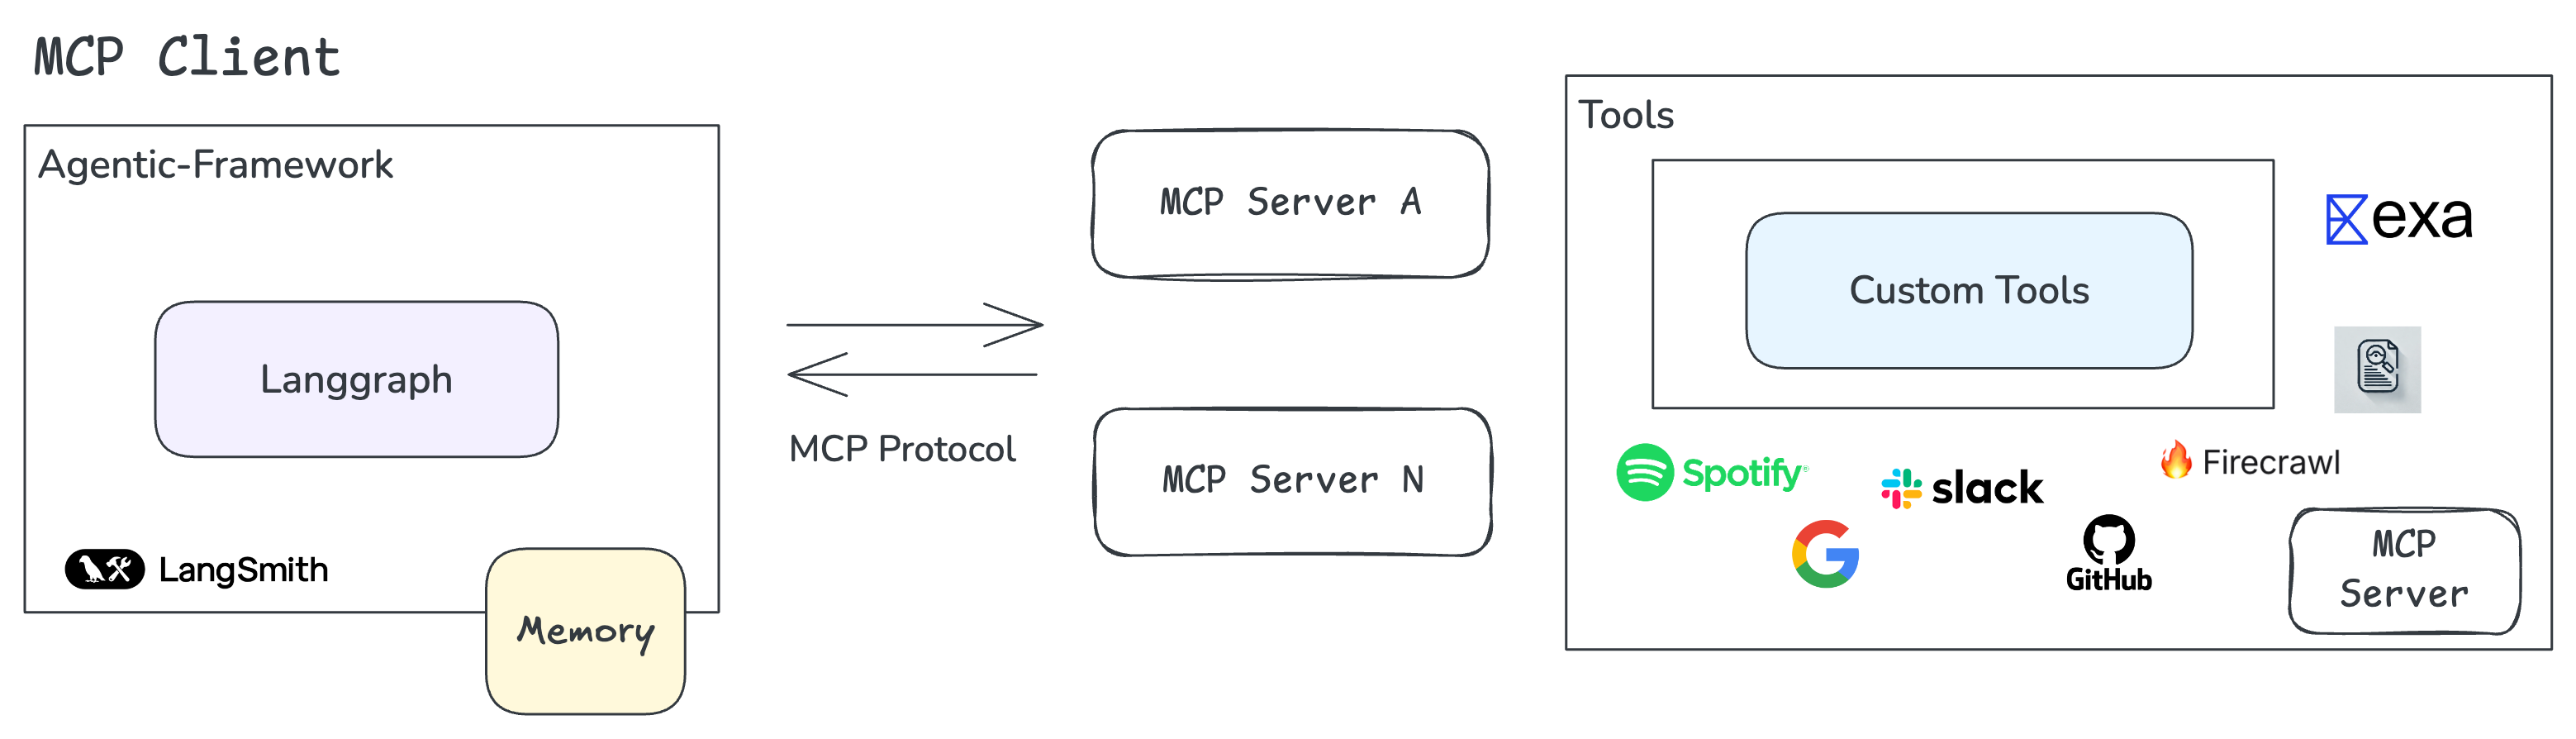 MCP Client
Agentic-Framework
Langgraph
LangSmith
Memory
MCP Protocol
MCP Server A
MCP Server N
Tools
Custom Tools
exa
Spotify®
slack
Firecrawl
GitHub
MCP
Server